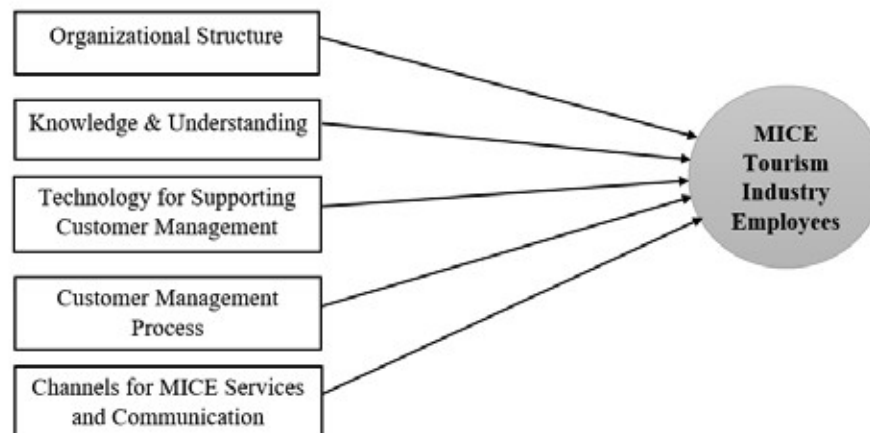 Organizational Structure
Knowledge & Understanding
Technology for Supporting
Customer Management
Customer Management
Process
Channels for MICE Services
and Communication
MICE
Tourism
Industry
Employees